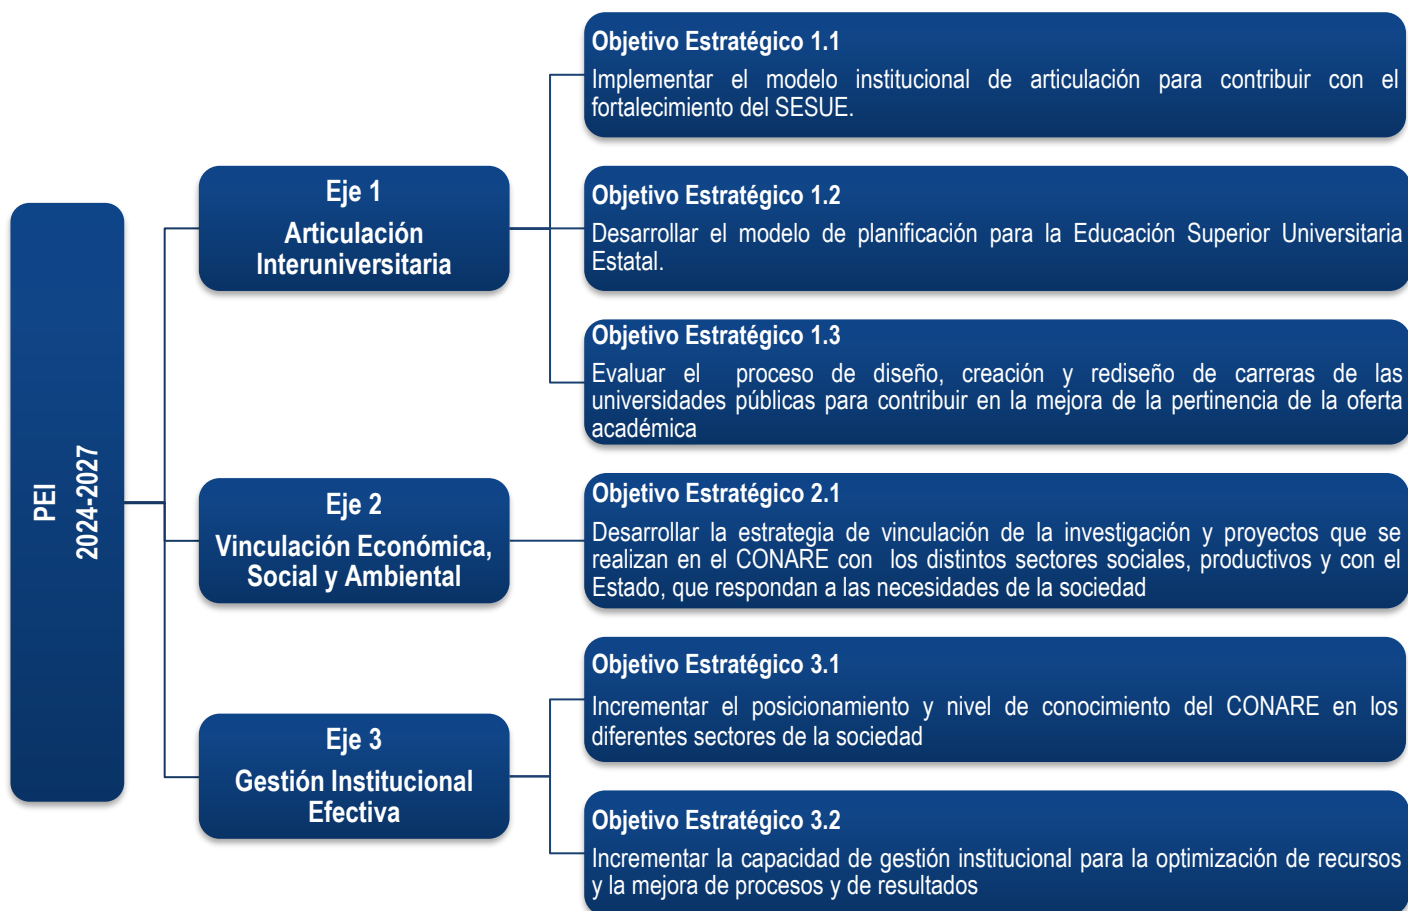 PEI
2024-2027
Eje 1
Articulación
Interuniversitaria
Objetivo Estratégico 1.1
Implementar el modelo institucional de articulación para contribuir con el
fortalecimiento del SESUE.
Objetivo Estratégico 1.2
Desarrollar el modelo de planificación para la Educación Superior Universitaria
Estatal.
Objetivo Estratégico 1.3
Evaluar el proceso de diseño, creación y rediseño de carreras de las
universidades públicas para contribuir en la mejora de la pertinencia de la oferta
académica
Eje 2
Vinculación Económica,
Social y Ambiental
Objetivo Estratégico 2.1
Desarrollar la estrategia de vinculación de la investigación y proyectos que se
realizan en el CONARE con los distintos sectores sociales, productivos y con el
Estado, que respondan a las necesidades de la sociedad
Eje 3
Gestión Institucional
Efectiva
Objetivo Estratégico 3.1
Incrementar el posicionamiento y nivel de conocimiento del CONARE en los
diferentes sectores de la sociedad
Objetivo Estratégico 3.2
Incrementar la capacidad de gestión institucional para la optimización de recursos
y la mejora de procesos y de resultados